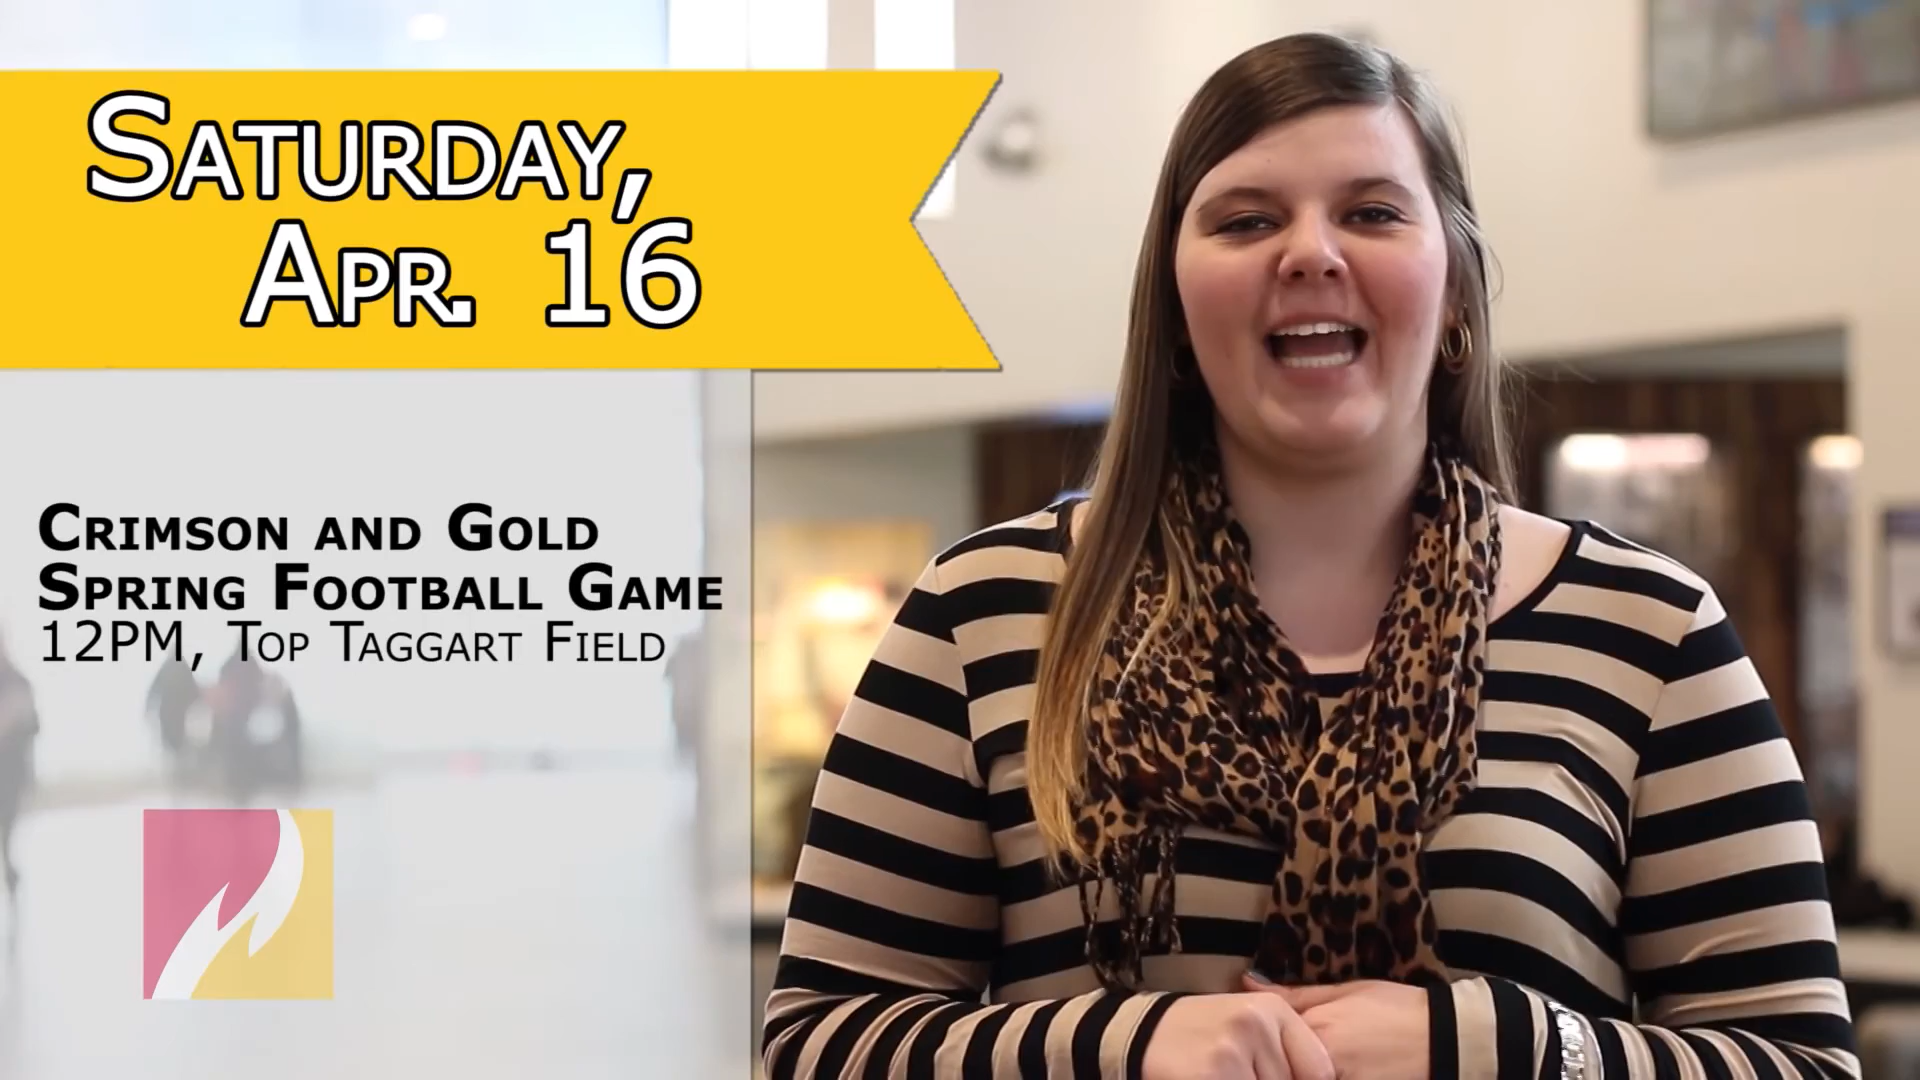 Saturday,
Apr. 16
Crimson and Gold
Spring Football Game
12PM, Top Taggart Field